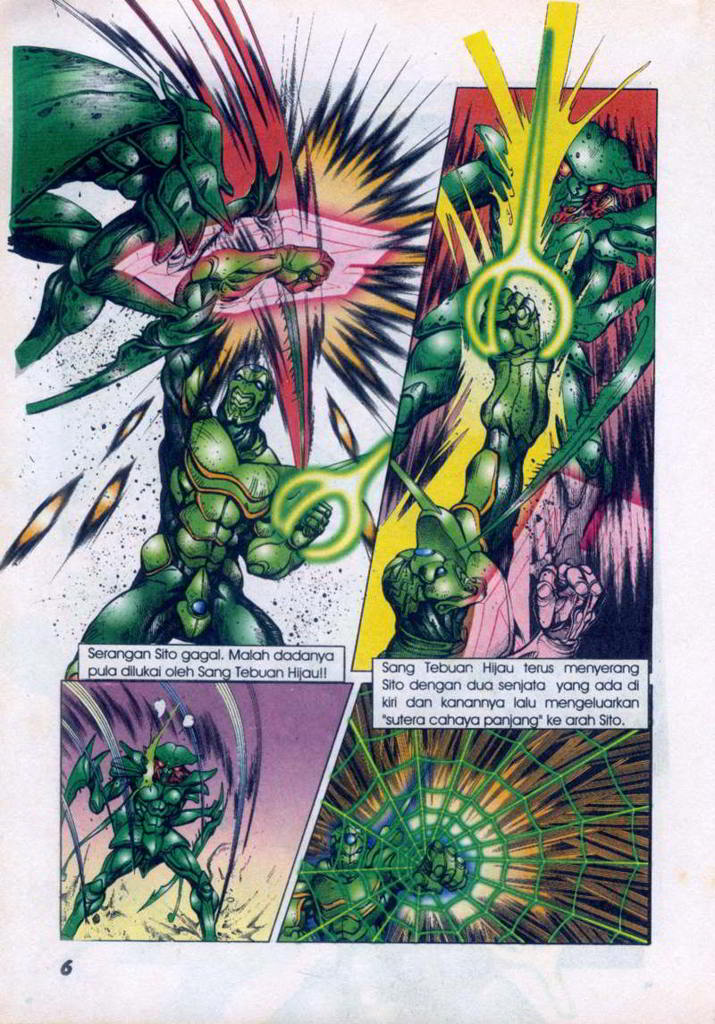 Serangan Sito gagal. Malah dadanya
pula dilukai oleh Sang Tebuan Hijau!!
Sang Tebuan Hijau terus menyerang
Sito dengan dua senjata yang ada di
kiri dan kanannya lalu mengeluarkan
"sutera cahaya panjang" ke arah Sito.
6